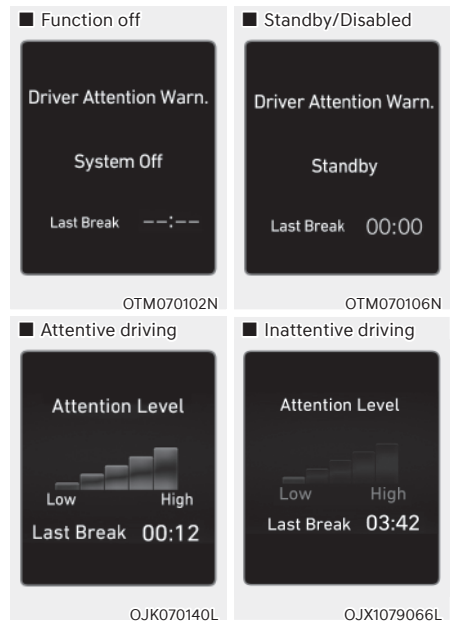 ■ Function off
Driver Attention Warn.
System Off
Last Break --:--
OTM070102N
■ Standby/Disabled
Driver Attention Warn.
Standby
Last Break 00:00
OTM070106N
■ Attentive driving
Attention Level
Low High
Last Break 00:12
OJK070140L
■ Inattentive driving
Attention Level
Low High
Last Break 03:42
OJX1079066L